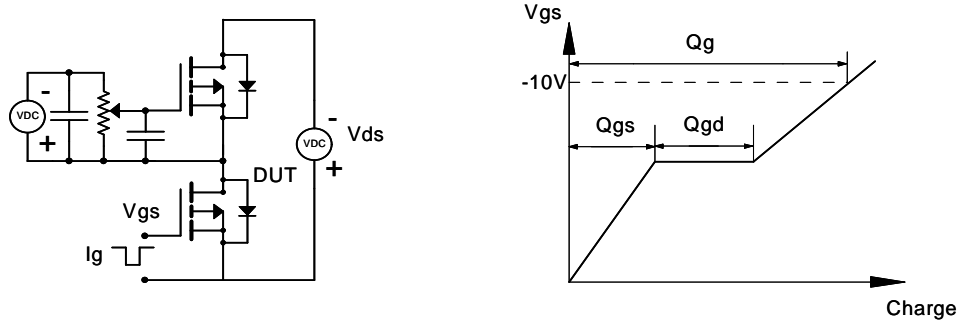 -
VDC
+
-
VDC
+
Vds
DUT
Vgs
Ig
Vgs
Qg
-10V
Qgs
Qgd
Charge